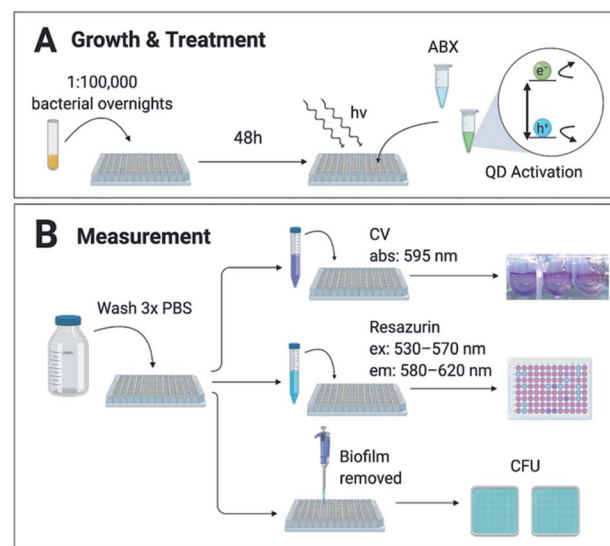 A Growth & Treatment
1:100,000
bacterial overnights
48h
hv
ABX
e⁻
h⁺
QD Activation
B Measurement
Wash 3x PBS
CV
abs: 595 nm
Resazurin
ex: 530–570 nm
em: 580–620 nm
Biofilm
removed
CFU